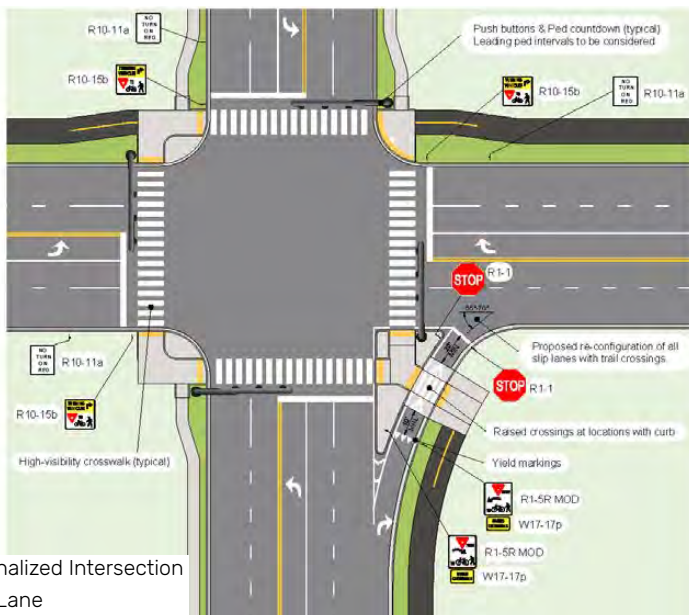 R10-11a
NO
TURN
ON
RED
Push buttons & Ped countdown (typical)
Leading ped intervals to be considered
R10-15b
R10-15b
NO
TURN
ON
RED
R10-11a
STOP
R1-1
Proposed re-configuration of all
slip lanes with trail crossings.
NO
TURN
ON
RED
R10-11a
STOP
R1-1
R10-15b
Raised crossings at locations with curb
High-visibility crosswalk (typical)
Yield markings
R1-5R MOD
W17-17p
R1-5R MOD
W17-17p
nalized Intersection
Lane